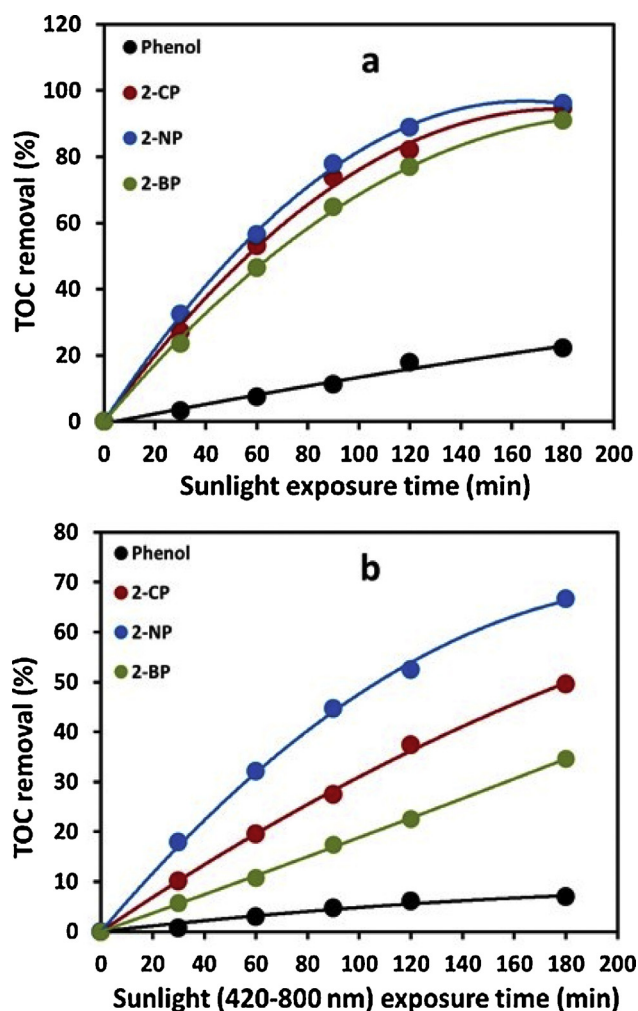 a
Phenol
2-CP
2-NP
2-BP
TOC removal (%)
120
100
80
60
40
20
0
0 20 40 60 80 100 120 140 160 180 200
Sunlight exposure time (min)
b
Phenol
2-CP
2-NP
2-BP
TOC removal (%)
80
70
60
50
40
30
20
10
0
0 20 40 60 80 100 120 140 160 180 200
Sunlight (420-800 nm) exposure time (min)